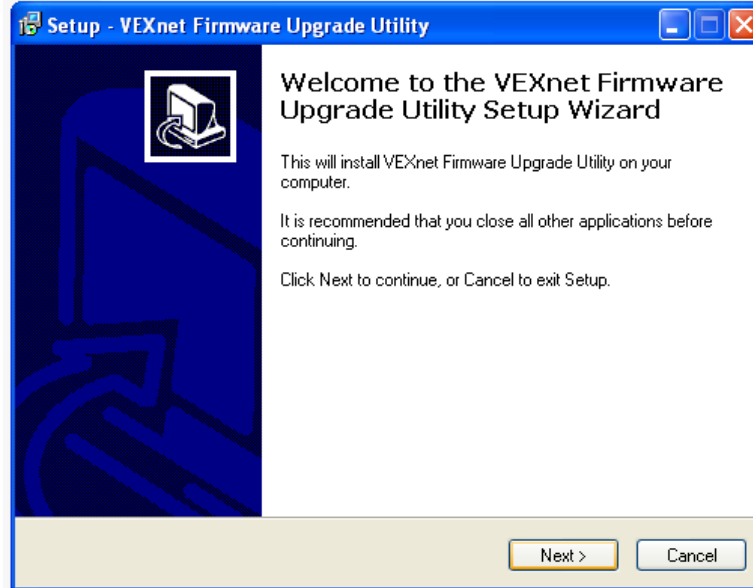 Setup - VEXnet Firmware Upgrade Utility
Welcome to the VEXnet Firmware
Upgrade Utility Setup Wizard
This will install VEXnet Firmware Upgrade Utility on your
computer.
It is recommended that you close all other applications before
continuing.
Click Next to continue, or Cancel to exit Setup.
Next >
Cancel